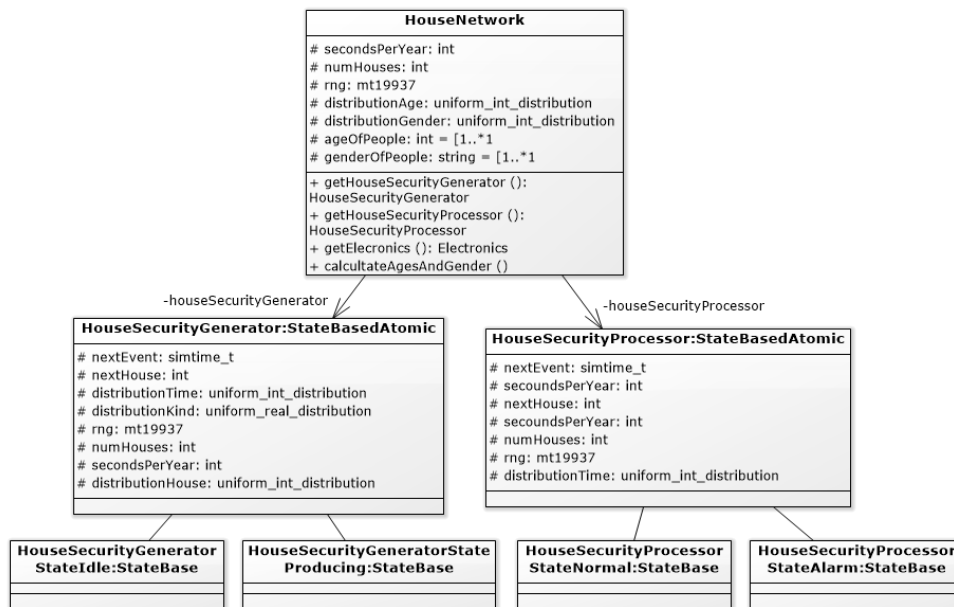 HouseNetwork
# secondsPerYear: int
# numHouses: int
# rng: mt19937
# distributionAge: uniform_int_distribution
# distributionGender: uniform_int_distribution
# ageOfPeople: int = [1..*1
# genderOfPeople: string = [1..*1
+ getHouseSecurityGenerator ():
HouseSecurityGenerator
+ getHouseSecurityProcessor ():
HouseSecurityProcessor
+ getElecronics (): Electronics
+ calcultateAgesAndGender ()
-houseSecurityGenerator
-houseSecurityProcessor
HouseSecurityGenerator:StateBasedAtomic
# nextEvent: simtime_t
# nextHouse: int
# distributionTime: uniform_int_distribution
# distributionKind: uniform_real_distribution
# rng: mt19937
# numHouses: int
# secondsPerYear: int
# distributionHouse: uniform_int_distribution
HouseSecurityProcessor:StateBasedAtomic
# nextEvent: simtime_t
# secoundsPerYear: int
# nextHouse: int
# secoundsPerYear: int
# numHouses: int
# rng: mt19937
# distributionTime: uniform_int_distribution
HouseSecurityGenerator
StateIdle:StateBase
HouseSecurityGeneratorState
Producing:StateBase
HouseSecurityProcessor
StateNormal:StateBase
HouseSecurityProcessor
StateAlarm:StateBase